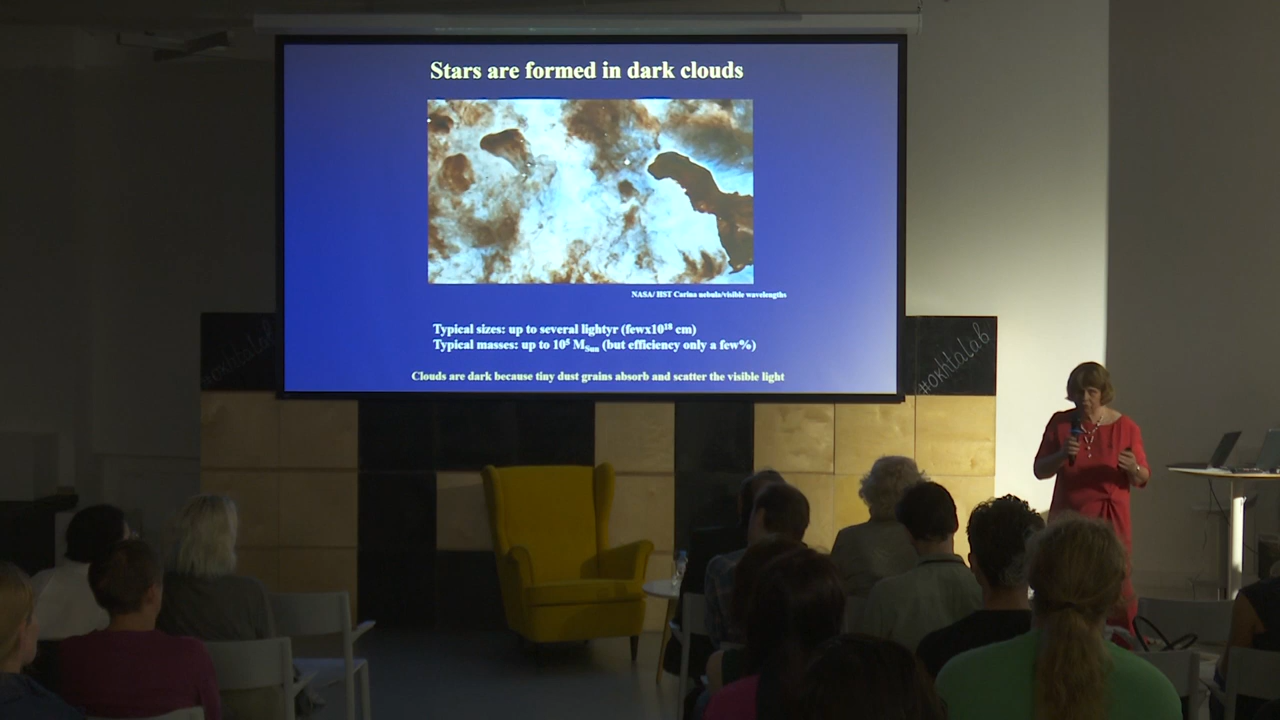 Stars are formed in dark clouds
NASA/ HST Carina nebula/visible wavelengths
Typical sizes: up to several lightyr (fewx10¹⁸ cm)
Typical masses: up to 10⁵ M_Sun (but efficiency only a few%)
Clouds are dark because tiny dust grains absorb and scatter the visible light
#okhtalab
#okhtalab